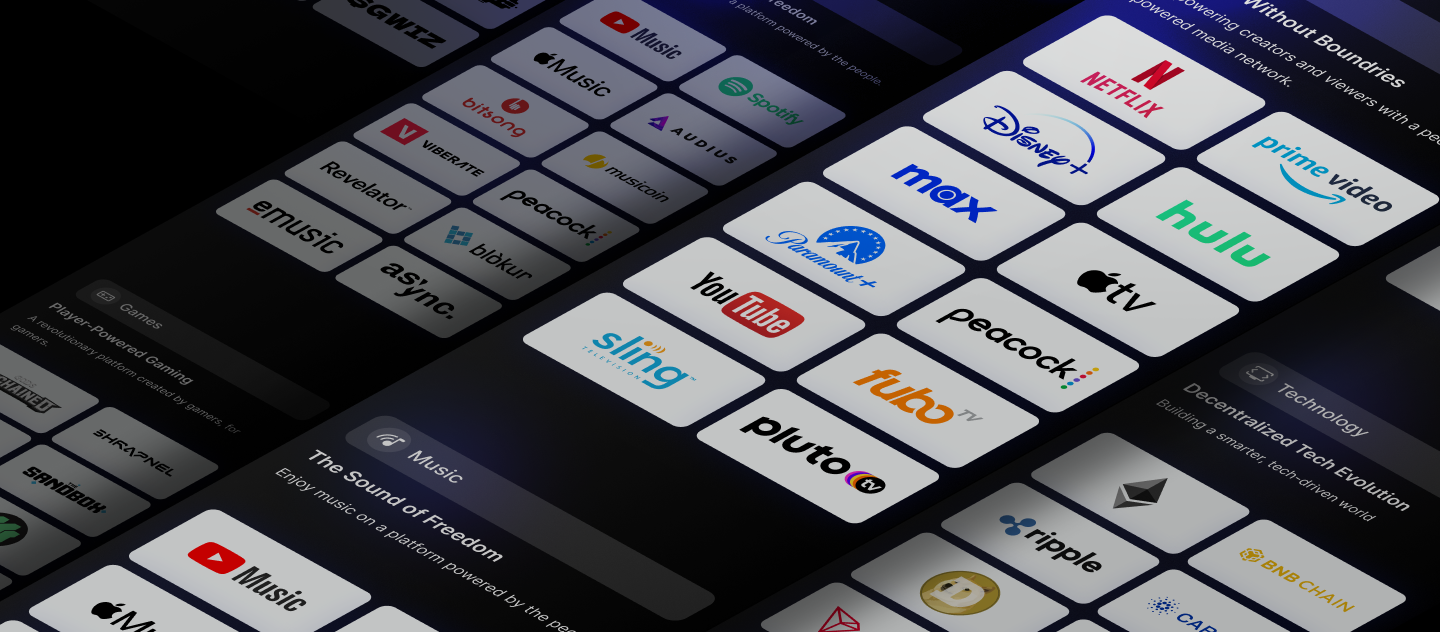 Music
Music
Spotify
bitsong
AUDIUS
VIBERATE
musicoin
Revelator™
peacock
emusic
blokur
async.
Freedom
a platform powered by the people.
Games
Player-Powered Gaming
A revolutionary platform created by gamers, for
gamers.
SHRAPNEL
THE
SANDBOX
Without Boundries
powering creators and viewers with a
powered media network.
NETFLIX
Disney+
prime video
max
hulu
Paramount+
tv
YouTube
peacock
sling
TELEVISION
fubo TV
pluto tv
Music
The Sound of Freedom
Enjoy music on a platform powered by the
Music
Technology
Decentralized Tech Evolution
Building a smarter, tech-driven world
ripple
BNB CHAIN